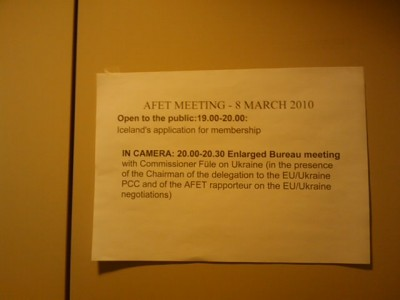 AFET MEETING - 8 MARCH 2010
Open to the public:19.00-20.00:
Iceland's application for membership
IN CAMERA: 20.00-20.30 Enlarged Bureau meeting
with Commissioner Füle on Ukraine (in the presence
of the Chairman of the delegation to the EU/Ukraine
PCC and of the AFET rapporteur on the EU/Ukraine
negotiations)